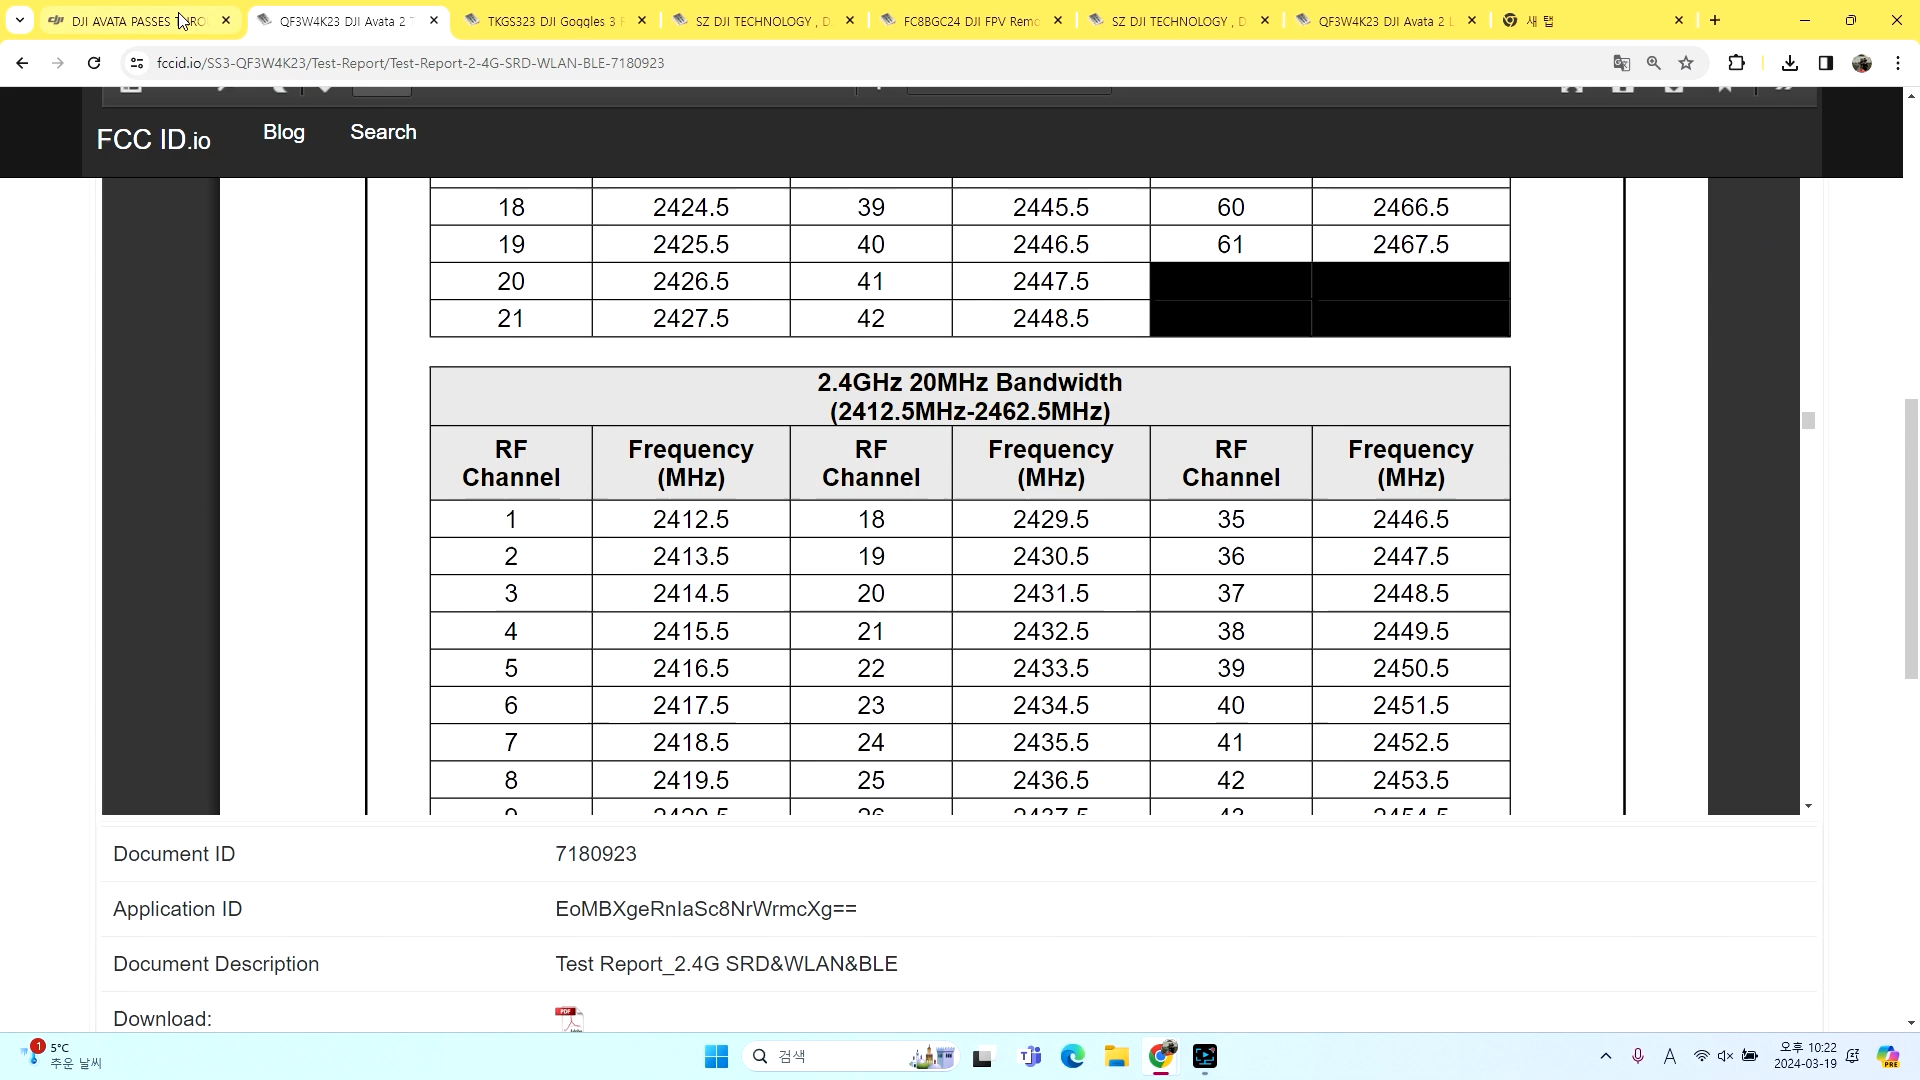 DJI AVATA PASSES THRO
QF3W4K23 DJI Avata 2 T
TKGS323 DJI Goggles 3 F
SZ DJI TECHNOLOGY , D
FC8BGC24 DJI FPV Remo
SZ DJI TECHNOLOGY , D
QF3W4K23 DJI Avata 2 L
새 탭
fccid.io/SS3-QF3W4K23/Test-Report/Test-Report-2-4G-SRD-WLAN-BLE-7180923
FCC ID.io Blog Search
18 2424.5 39 2445.5 60 2466.5
19 2425.5 40 2446.5 61 2467.5
20 2426.5 41 2447.5
21 2427.5 42 2448.5
2.4GHz 20MHz Bandwidth
(2412.5MHz-2462.5MHz)
RF Frequency RF Frequency RF Frequency
Channel (MHz) Channel (MHz) Channel (MHz)
1 2412.5 18 2429.5 35 2446.5
2 2413.5 19 2430.5 36 2447.5
3 2414.5 20 2431.5 37 2448.5
4 2415.5 21 2432.5 38 2449.5
5 2416.5 22 2433.5 39 2450.5
6 2417.5 23 2434.5 40 2451.5
7 2418.5 24 2435.5 41 2452.5
8 2419.5 25 2436.5 42 2453.5
Document ID 7180923
Application ID EoMBXgeRnIaSc8NrWrmcXg==
Document Description Test Report_2.4G SRD&WLAN&BLE
Download:
1
5°C
추운 날씨
검색
A
오후 10:22
2024-03-19